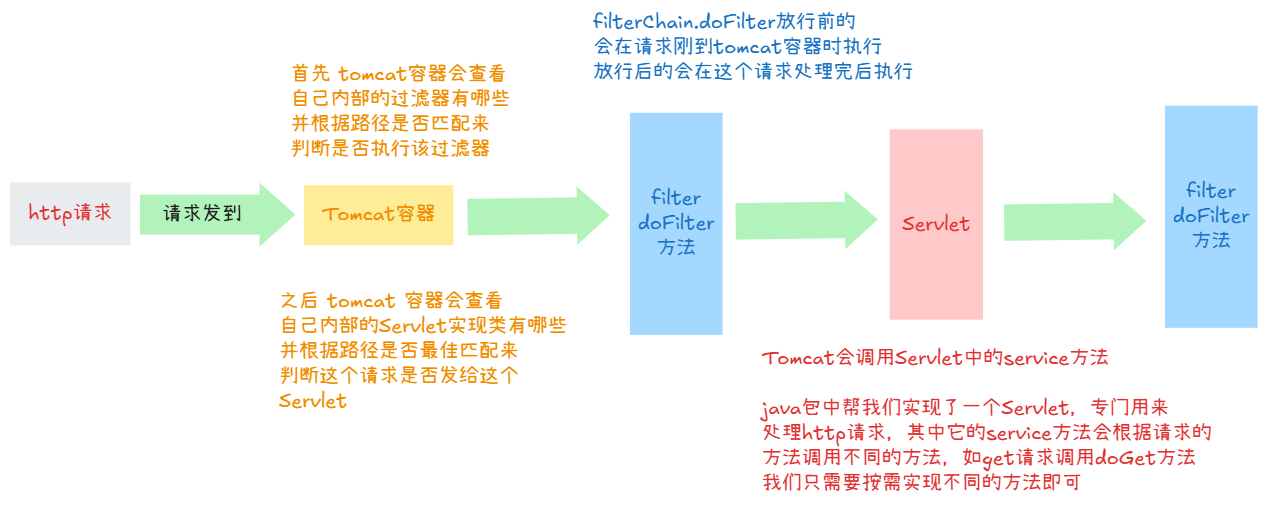 filterChain.doFilter放行前的
会在请求刚到tomcat容器时执行
放行后的会在这个请求处理完后执行
首先 tomcat容器会查看
自己内部的过滤器有哪些
并根据路径是否匹配来
判断是否执行该过滤器
http请求
请求发到
Tomcat容器
filter
doFilter
方法
Servlet
filter
doFilter
方法
之后 tomcat 容器会查看
自己内部的Servlet实现类有哪些
并根据路径是否最佳匹配来
判断这个请求是否发给这个
Servlet
Tomcat会调用Servlet中的service方法
java包中帮我们实现了一个Servlet，专门用来
处理http请求，其中它的service方法会根据请求的
方法调用不同的方法，如get请求调用doGet方法
我们只需要按需实现不同的方法即可